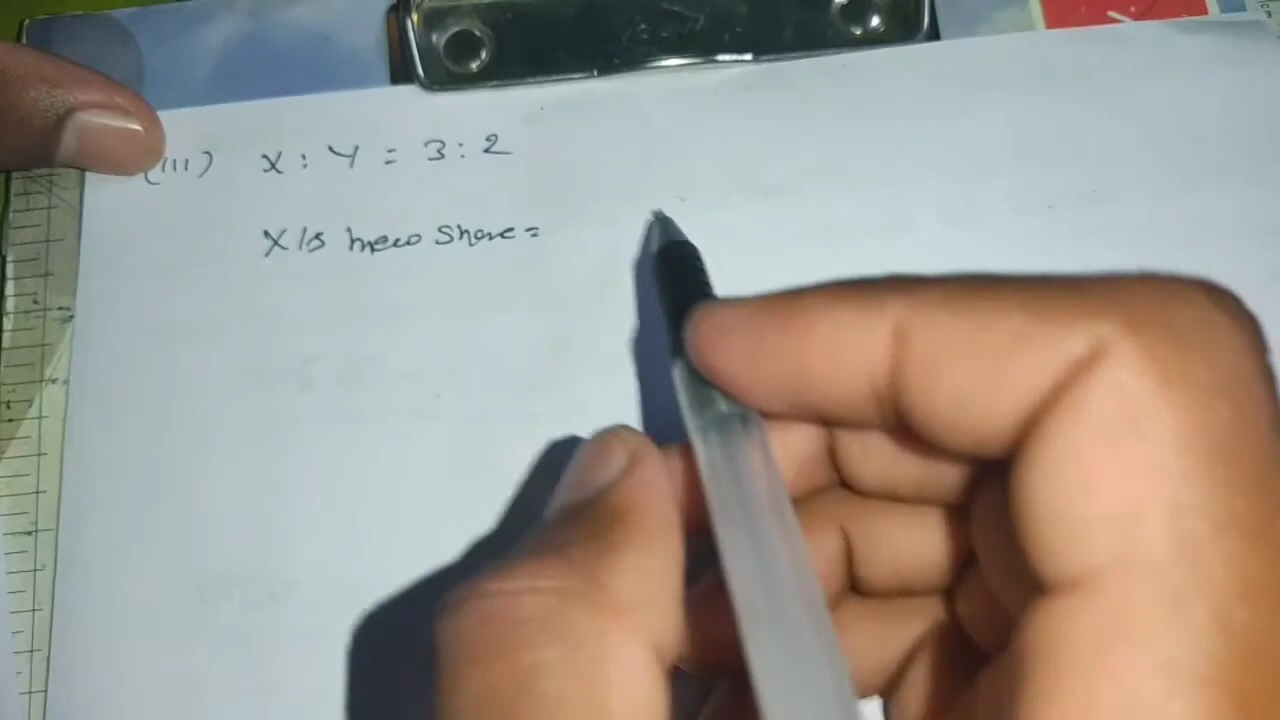 (iii) X : Y = 3 : 2
X's new share =